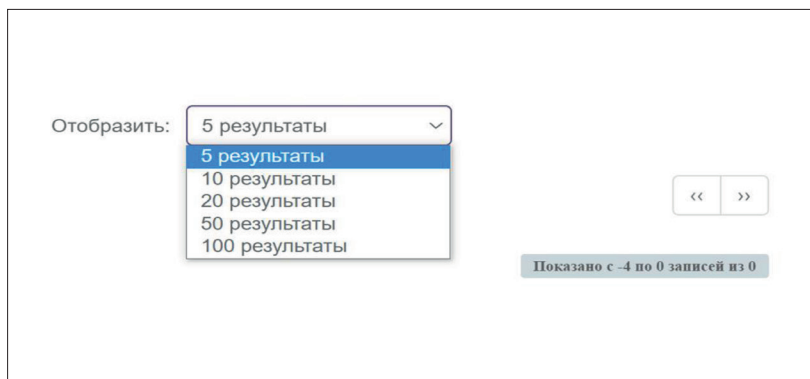 Отобразить: 5 результаты
5 результаты
10 результаты
20 результаты
50 результаты
100 результаты
‹‹ ››
Показано с -4 по 0 записей из 0